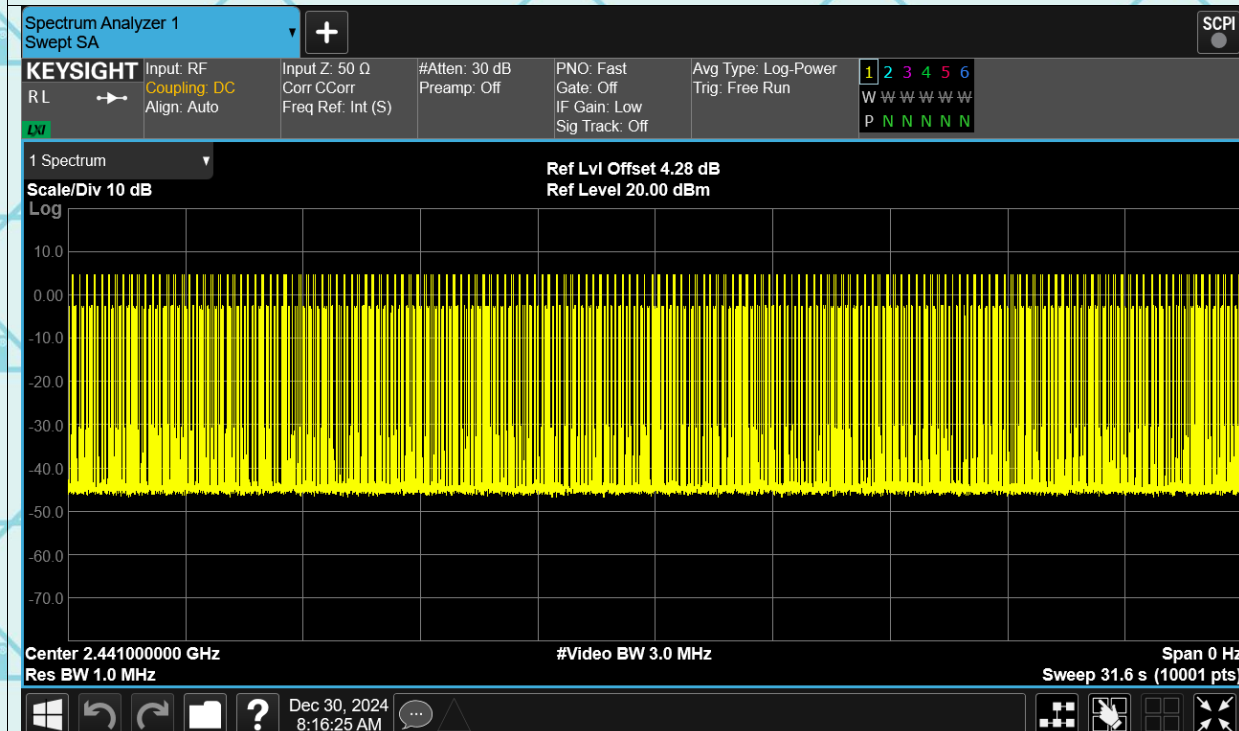 Spectrum Analyzer 1
Swept SA
+
SCPI
KEYSIGHT
R L
LXI
Input: RF
Coupling: DC
Align: Auto
Input Z: 50 Ω
Corr CCorr
Freq Ref: Int (S)
#Atten: 30 dB
Preamp: Off
PNO: Fast
Gate: Off
IF Gain: Low
Sig Track: Off
Avg Type: Log-Power
Trig: Free Run
1 2 3 4 5 6
W W W W W W
P N N N N N
1 Spectrum
Scale/Div 10 dB
Ref Lvl Offset 4.28 dB
Ref Level 20.00 dBm
Log
10.0
0.00
-10.0
-20.0
-30.0
-40.0
-50.0
-60.0
-70.0
Center 2.441000000 GHz
#Video BW 3.0 MHz
Span 0 Hz
Res BW 1.0 MHz
Sweep 31.6 s (10001 pts)
?
Dec 30, 2024
8:16:25 AM